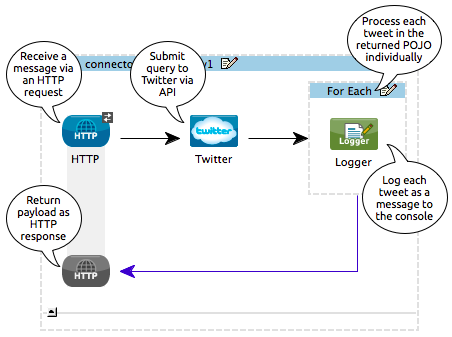 Receive a
message via
an HTTP
request
connecto
y1
Submit
query to
Twitter via
API
Process each
tweet in the
returned POJO
individually
For Each
HTTP
HTTP
twitter
Twitter
Logger
Logger
Log each
tweet as a
message to
the console
Return
payload as
HTTP
response
HTTP